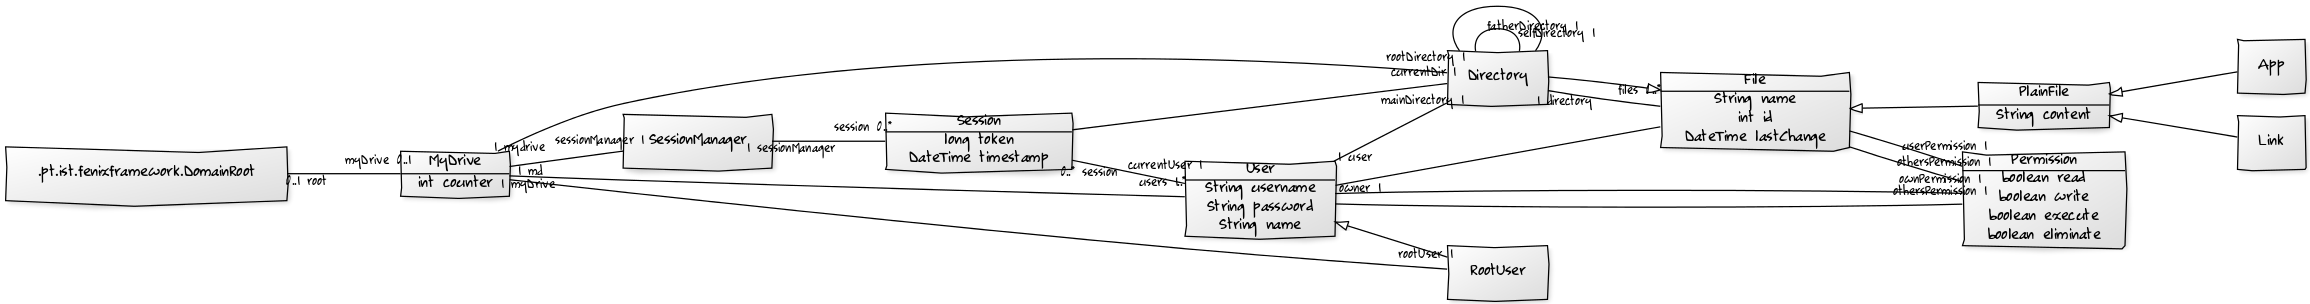 .pt.ist.fenixframework.DomainRoot
0..1 root
myDrive 0..1
MyDrive
int counter
1 mydrive
sessionManager 1
1 md
1 myDrive
SessionManager
1 sessionManager
session 0..*
Session
long token
DateTime timestamp
0..* session
currentUser 1
users 1..*
User
String username
String password
String name
rootDirectory 1
currentDir 1
mainDirectory 1
1 user
owner 1
fatherDirectory 1
selfDirectory 1
Directory
1 directory
rootUser 1
RootUser
files
File
String name
int id
DateTime lastChange
userPermission 1
othersPermission 1
ownPermission 1
othersPermission 1
PlainFile
String content
Permission
boolean read
boolean write
boolean execute
boolean eliminate
App
Link